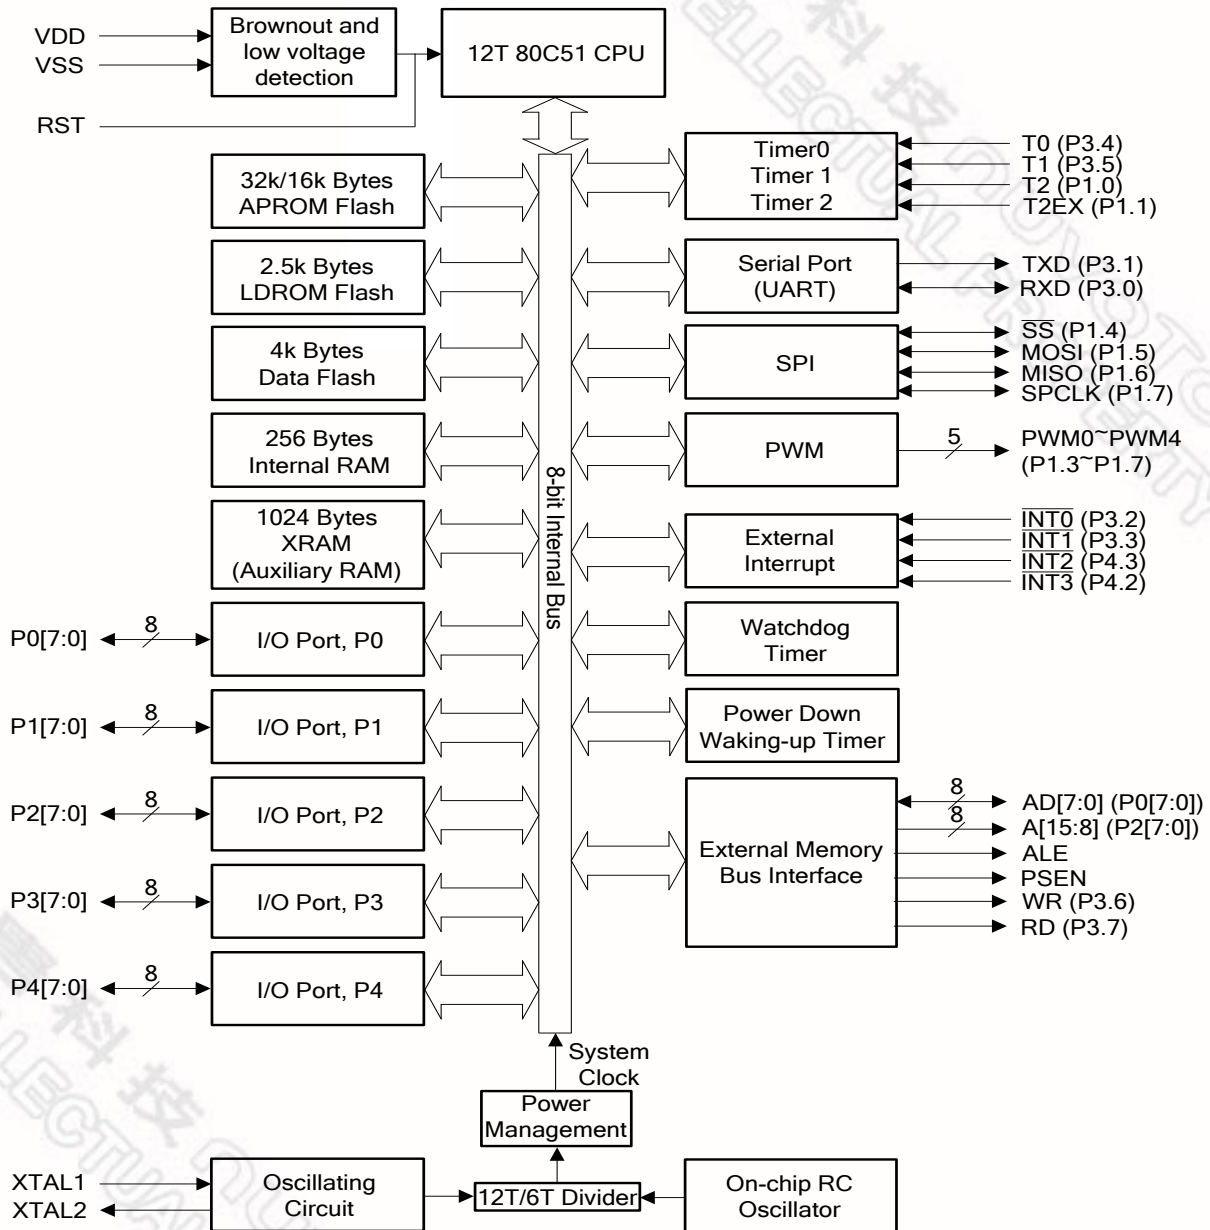 VDD
VSS
RST
Brownout and
low voltage
detection
12T 80C51 CPU
32k/16k Bytes
APROM Flash
2.5k Bytes
LDROM Flash
4k Bytes
Data Flash
256 Bytes
Internal RAM
1024 Bytes
XRAM
(Auxiliary RAM)
P0[7:0]
8
I/O Port, P0
P1[7:0]
8
I/O Port, P1
P2[7:0]
8
I/O Port, P2
P3[7:0]
8
I/O Port, P3
P4[7:0]
8
I/O Port, P4
8-bit Internal Bus
Timer0
Timer 1
Timer 2
T0 (P3.4)
T1 (P3.5)
T2 (P1.0)
T2EX (P1.1)
Serial Port
(UART)
TXD (P3.1)
RXD (P3.0)
SPI
SS (P1.4)
MOSI (P1.5)
MISO (P1.6)
SPCLK (P1.7)
PWM
5
PWM0~PWM4
(P1.3~P1.7)
External
Interrupt
INT0 (P3.2)
INT1 (P3.3)
INT2 (P4.3)
INT3 (P4.2)
Watchdog
Timer
Power Down
Waking-up Timer
External Memory
Bus Interface
8
AD[7:0] (P0[7:0])
8
A[15:8] (P2[7:0])
ALE
PSEN
WR (P3.6)
RD (P3.7)
System
Clock
Power
Management
XTAL1
XTAL2
Oscillating
Circuit
12T/6T Divider
On-chip RC
Oscillator